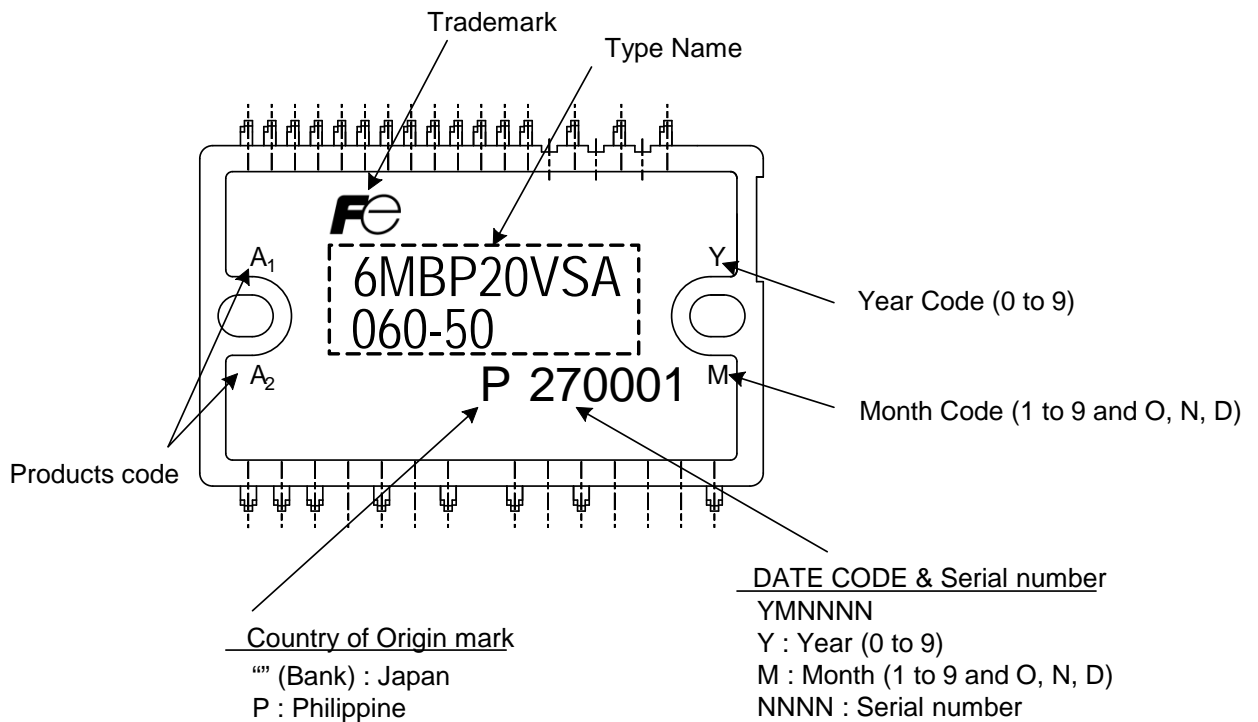 Trademark
Type Name
Fe
A1
Y
6MBP20VSA
060-50
Year Code (0 to 9)
A2
P 270001
M
Month Code (1 to 9 and O, N, D)
Products code
DATE CODE & Serial number
YMNNNN
Y : Year (0 to 9)
M : Month (1 to 9 and O, N, D)
NNNN : Serial number
Country of Origin mark
“” (Bank) : Japan
P : Philippine